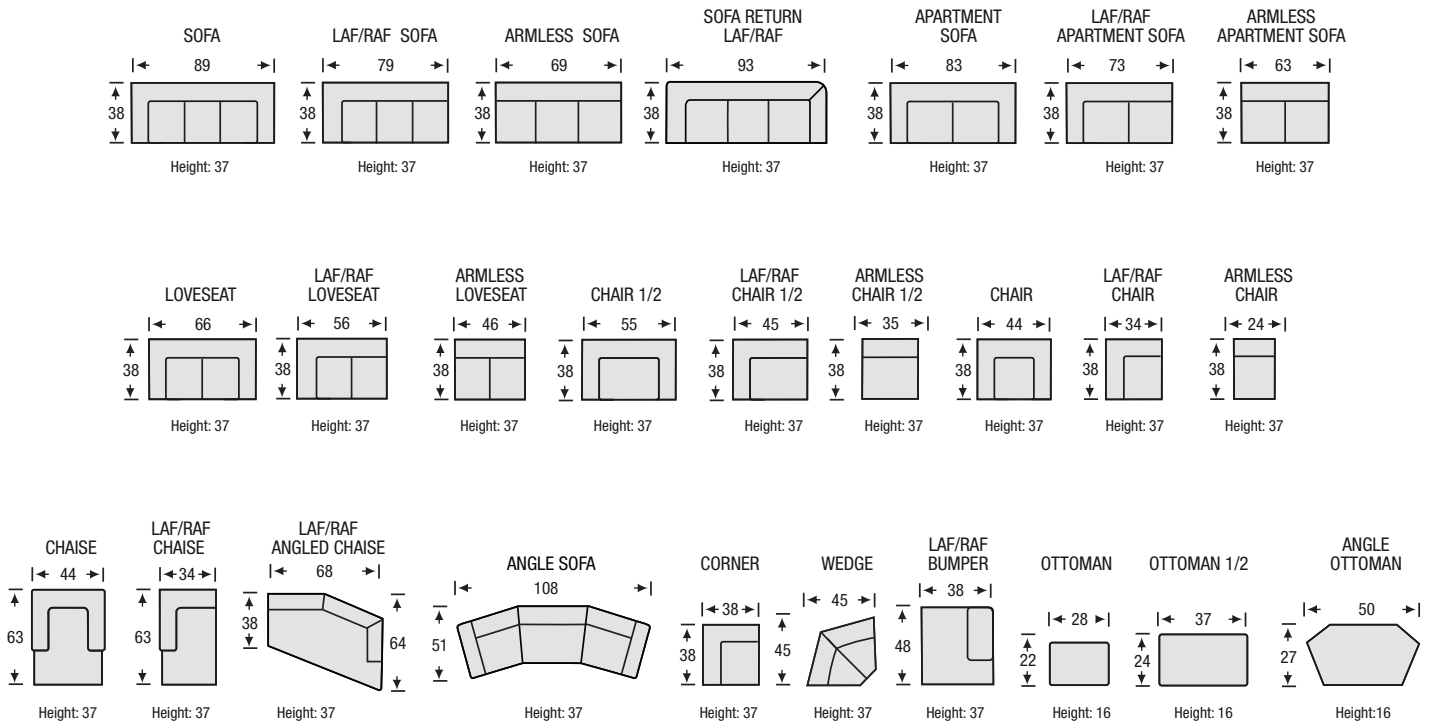 SOFA
89
38
Height: 37
LAF/RAF SOFA
79
38
Height: 37
ARMLESS SOFA
69
38
Height: 37
SOFA RETURN
LAF/RAF
93
38
Height: 37
APARTMENT
SOFA
83
38
Height: 37
LAF/RAF
APARTMENT SOFA
73
38
Height: 37
ARMLESS
APARTMENT SOFA
63
38
Height: 37
LOVESEAT
66
38
Height: 37
LAF/RAF
LOVESEAT
56
38
Height: 37
ARMLESS
LOVESEAT
46
38
Height: 37
CHAIR 1/2
55
38
Height: 37
LAF/RAF
CHAIR 1/2
45
38
Height: 37
ARMLESS
CHAIR 1/2
35
38
Height: 37
CHAIR
44
38
Height: 37
LAF/RAF
CHAIR
34
38
Height: 37
ARMLESS
CHAIR
24
38
Height: 37
CHAISE
44
63
Height: 37
LAF/RAF
CHAISE
34
63
Height: 37
LAF/RAF
ANGLED CHAISE
68
38
64
Height: 37
ANGLE SOFA
108
51
Height: 37
CORNER
38
38
Height: 37
WEDGE
45
45
Height: 37
LAF/RAF
BUMPER
38
48
Height: 37
OTTOMAN
28
22
Height: 16
OTTOMAN 1/2
37
24
Height: 16
ANGLE
OTTOMAN
50
27
Height:16